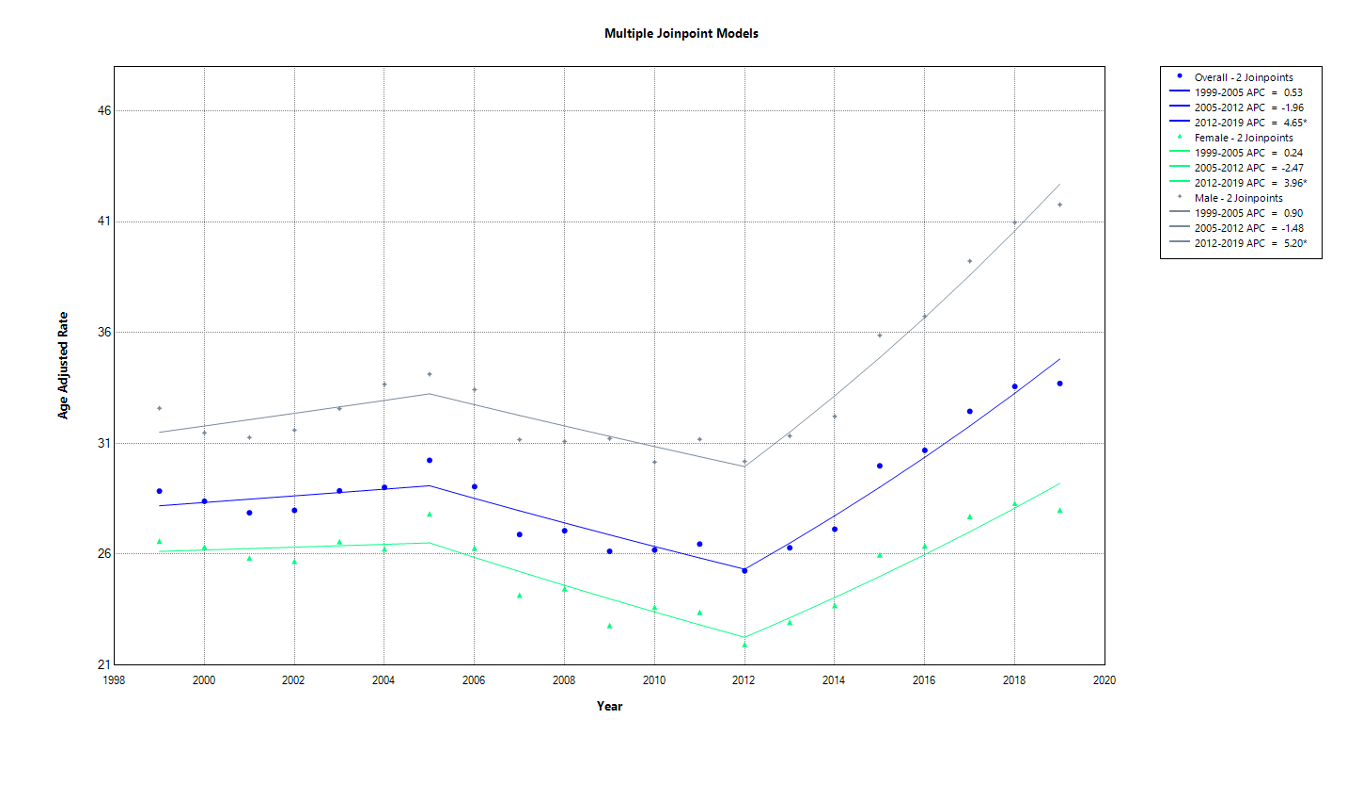 Multiple Joinpoint Models
Overall - 2 Joinpoints
1999-2005 APC = 0.53
2005-2012 APC = -1.96
2012-2019 APC = 4.65*
Female - 2 Joinpoints
1999-2005 APC = 0.24
2005-2012 APC = -2.47
2012-2019 APC = 3.96*
Male - 2 Joinpoints
1999-2005 APC = 0.90
2005-2012 APC = -1.48
2012-2019 APC = 5.20*
Age Adjusted Rate
46
41
36
31
26
21
1998 2000 2002 2004 2006 2008 2010 2012 2014 2016 2018 2020
Year